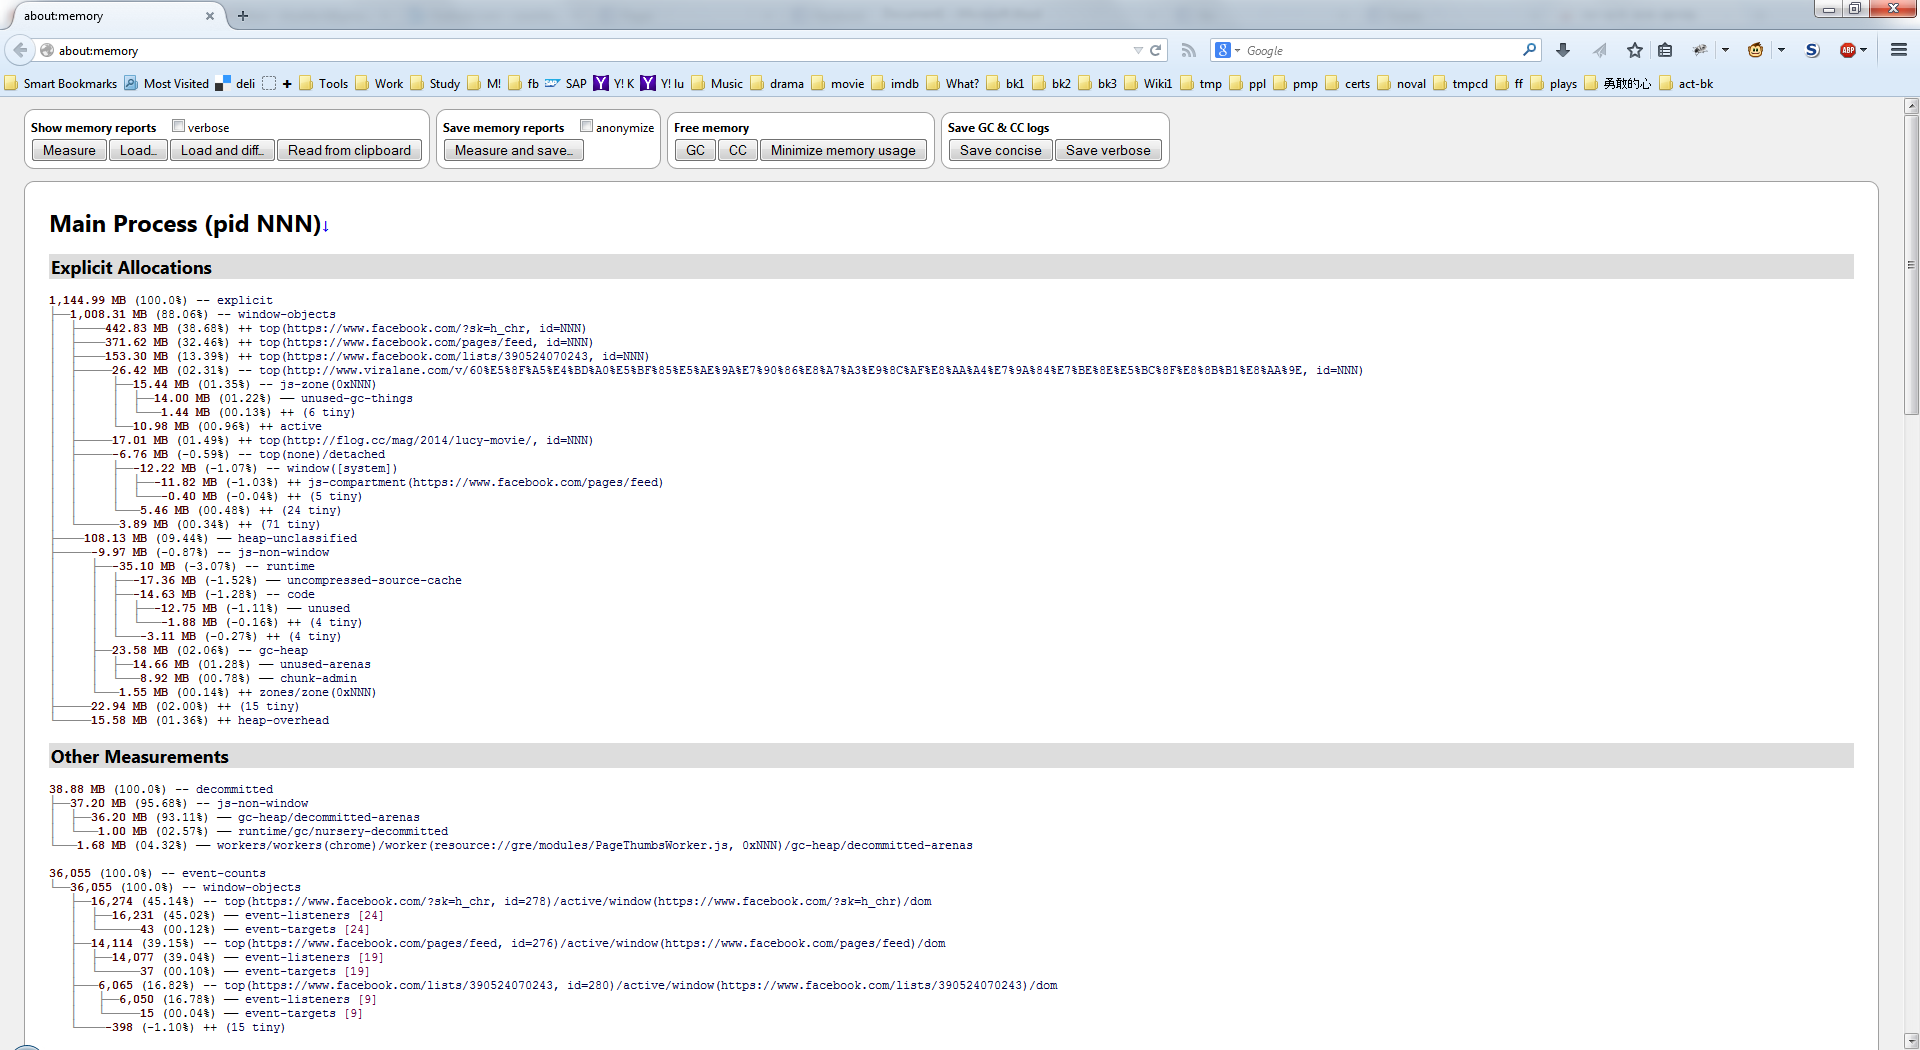 about:memory
about:memory
Google
ABP
Smart Bookmarks Most Visited deli Tools Work Study M! fb SAP Y! K Y! lu Music drama movie imdb What? bk1 bk2 bk3 Wiki1 tmp ppl pmp certs noval tmpcd ff plays 勇敢的心 act-bk
Show memory reports verbose
Measure Load… Load and diff… Read from clipboard
Save memory reports anonymize
Measure and save…
Free memory
GC CC Minimize memory usage
Save GC & CC logs
Save concise Save verbose
Main Process (pid NNN)↓
Explicit Allocations
1,144.99 MB (100.0%) -- explicit
├──1,008.31 MB (88.06%) -- window-objects
│  ├────442.83 MB (38.68%) ++ top(https://www.facebook.com/?sk=h_chr, id=NNN)
│  ├────371.62 MB (32.46%) ++ top(https://www.facebook.com/pages/feed, id=NNN)
│  ├────153.30 MB (13.39%) ++ top(https://www.facebook.com/lists/390524070243, id=NNN)
│  ├─────26.42 MB (02.31%) -- top(http://www.viralane.com/v/60%E5%8F%A5%E4%BD%A0%E5%BF%85%E5%AE%9A%E7%90%86%E8%A7%A3%E9%8C%AF%E8%AA%A4%E7%9A%84%E7%BE%8E%E5%BC%8F%E8%8B%B1%E8%AA%9E, id=NNN)
│  │     ├──15.44 MB (01.35%) -- js-zone(0xNNN)
│  │     │  ├──14.00 MB (01.22%) ── unused-gc-things
│  │     │  └───1.44 MB (00.13%) ++ (6 tiny)
│  │     └──10.98 MB (00.96%) ++ active
│  ├─────17.01 MB (01.49%) ++ top(http://flog.cc/mag/2014/lucy-movie/, id=NNN)
│  ├─────-6.76 MB (-0.59%) -- top(none)/detached
│  │     ├──-12.22 MB (-1.07%) -- window([system])
│  │     │  ├──-11.82 MB (-1.03%) ++ js-compartment(https://www.facebook.com/pages/feed)
│  │     │  └───-0.40 MB (-0.04%) ++ (5 tiny)
│  │     └───5.46 MB (00.48%) ++ (24 tiny)
│  └──────3.89 MB (00.34%) ++ (71 tiny)
├────108.13 MB (09.44%) ── heap-unclassified
├─────-9.97 MB (-0.87%) -- js-non-window
│     ├──-35.10 MB (-3.07%) -- runtime
│     │  ├──-17.36 MB (-1.52%) ── uncompressed-source-cache
│     │  ├──-14.63 MB (-1.28%) -- code
│     │  │  ├──-12.75 MB (-1.11%) ── unused
│     │  │  └───-1.88 MB (-0.16%) ++ (4 tiny)
│     │  └───-3.11 MB (-0.27%) ++ (4 tiny)
│     ├──23.58 MB (02.06%) -- gc-heap
│     │  ├──14.66 MB (01.28%) ── unused-arenas
│     │  └───8.92 MB (00.78%) ── chunk-admin
│     └───1.55 MB (00.14%) ++ zones/zone(0xNNN)
├─────22.94 MB (02.00%) ++ (15 tiny)
└─────15.58 MB (01.36%) ++ heap-overhead
Other Measurements
38.88 MB (100.0%) -- decommitted
├──37.20 MB (95.68%) -- js-non-window
│  ├──36.20 MB (93.11%) ── gc-heap/decommitted-arenas
│  └───1.00 MB (02.57%) ── runtime/gc/nursery-decommitted
└───1.68 MB (04.32%) ── workers/workers(chrome)/worker(resource://gre/modules/PageThumbsWorker.js, 0xNNN)/gc-heap/decommitted-arenas
36,055 (100.0%) -- event-counts
└──36,055 (100.0%) -- window-objects
   ├──16,274 (45.14%) -- top(https://www.facebook.com/?sk=h_chr, id=278)/active/window(https://www.facebook.com/?sk=h_chr)/dom
   │  ├──16,231 (45.02%) ── event-listeners [24]
   │  └──────43 (00.12%) ── event-targets [24]
   ├──14,114 (39.15%) -- top(https://www.facebook.com/pages/feed, id=276)/active/window(https://www.facebook.com/pages/feed)/dom
   │  ├──14,077 (39.04%) ── event-listeners [19]
   │  └──────37 (00.10%) ── event-targets [19]
   ├───6,065 (16.82%) -- top(https://www.facebook.com/lists/390524070243, id=280)/active/window(https://www.facebook.com/lists/390524070243)/dom
   │   ├──6,050 (16.78%) ── event-listeners [9]
   │   └─────15 (00.04%) ── event-targets [9]
   └────-398 (-1.10%) ++ (15 tiny)